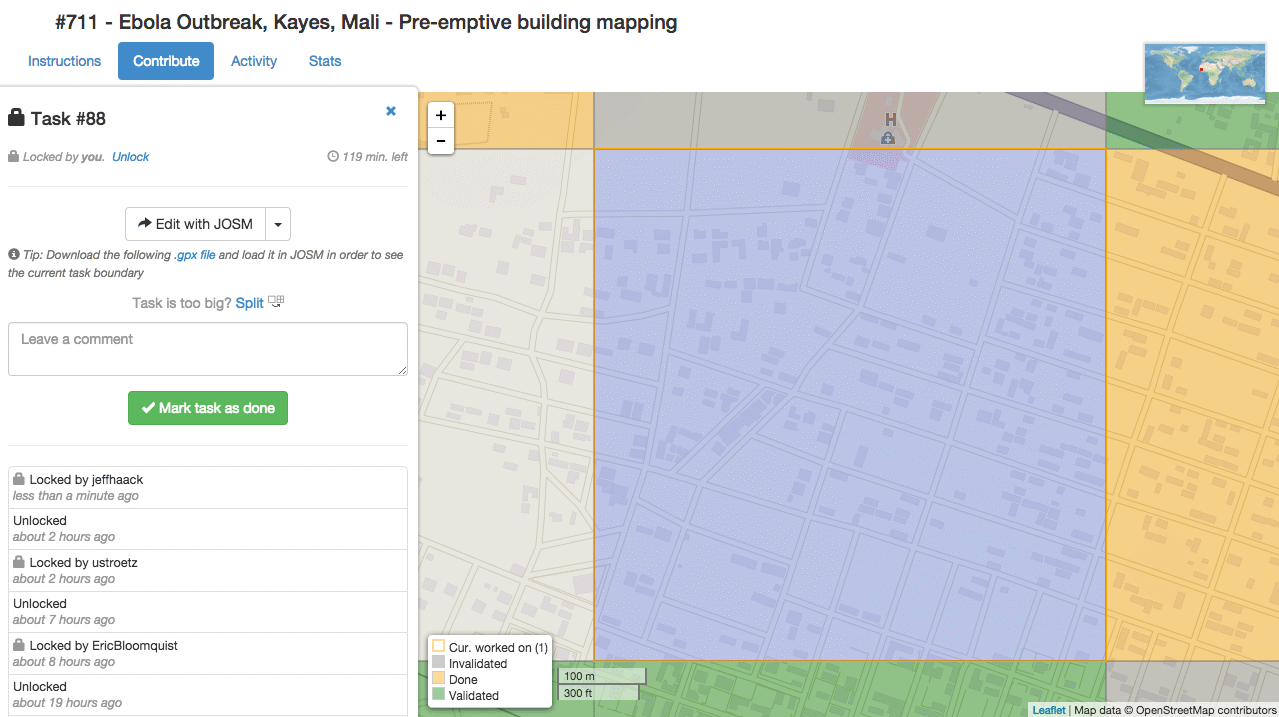 #711 - Ebola Outbreak, Kayes, Mali - Pre-emptive building mapping
Instructions
Contribute
Activity
Stats
Task #88
×
Locked by you. Unlock
119 min. left
Edit with JOSM
Tip: Download the following .gpx file and load it in JOSM in order to see
the current task boundary
Task is too big? Split
Leave a comment
Mark task as done
Locked by jeffhaack
less than a minute ago
Unlocked
about 2 hours ago
Locked by ustroetz
about 2 hours ago
Unlocked
about 7 hours ago
Locked by EricBloomquist
about 8 hours ago
Unlocked
about 19 hours ago
+
−
H
Cur. worked on (1)
Invalidated
Done
Validated
100 m
300 ft
Leaflet | Map data © OpenStreetMap contributors